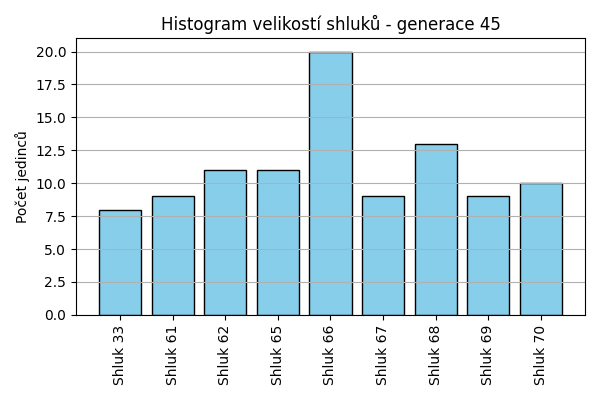 Histogram velikostí shluků - generace 45
Počet jedinců
20.0
17.5
15.0
12.5
10.0
7.5
5.0
2.5
0.0
Shluk 33
Shluk 61
Shluk 62
Shluk 65
Shluk 66
Shluk 67
Shluk 68
Shluk 69
Shluk 70